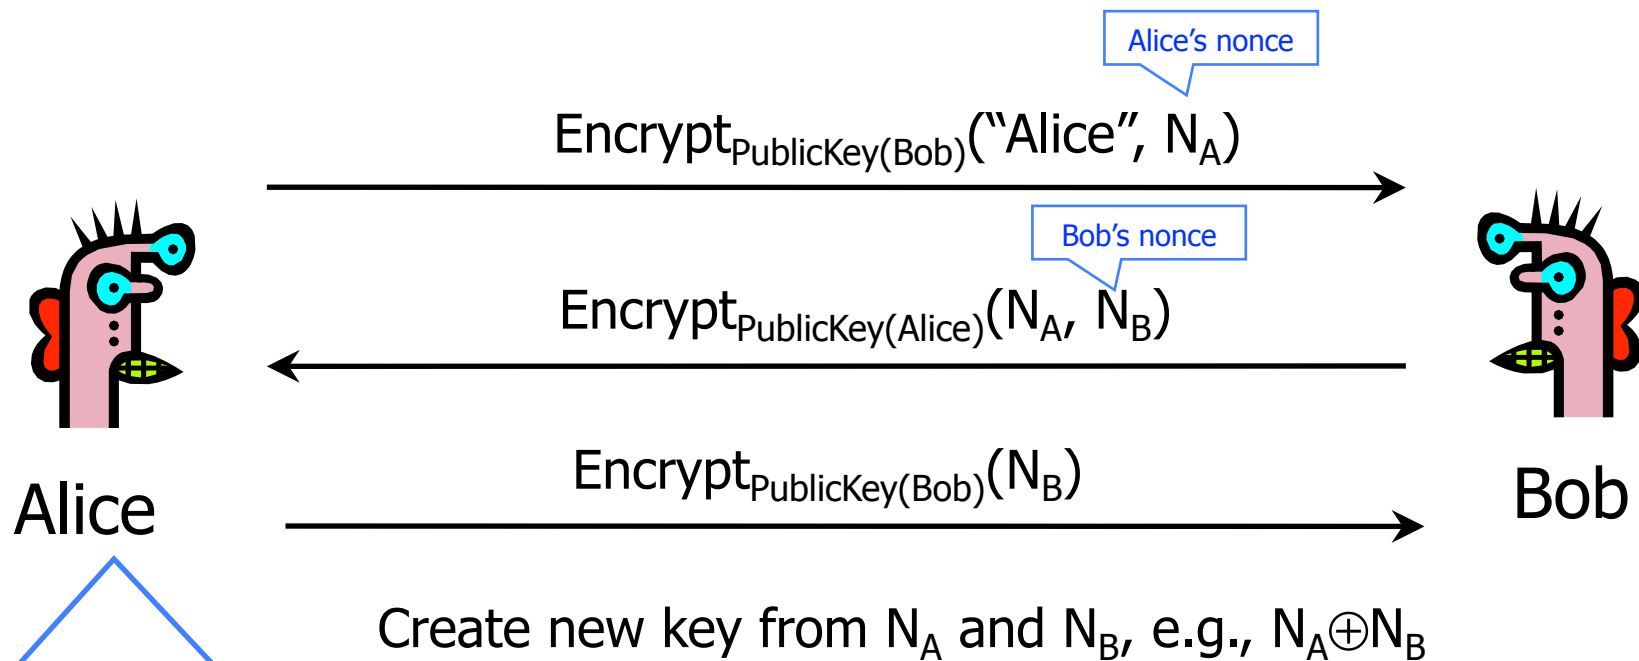 Alice’s nonce
Encrypt_PublicKey(Bob)(“Alice”, N_A)
Bob’s nonce
Encrypt_PublicKey(Alice)(N_A, N_B)
Encrypt_PublicKey(Bob)(N_B)
Alice
Bob
Create new key from N_A and N_B, e.g., N_A⊕N_B